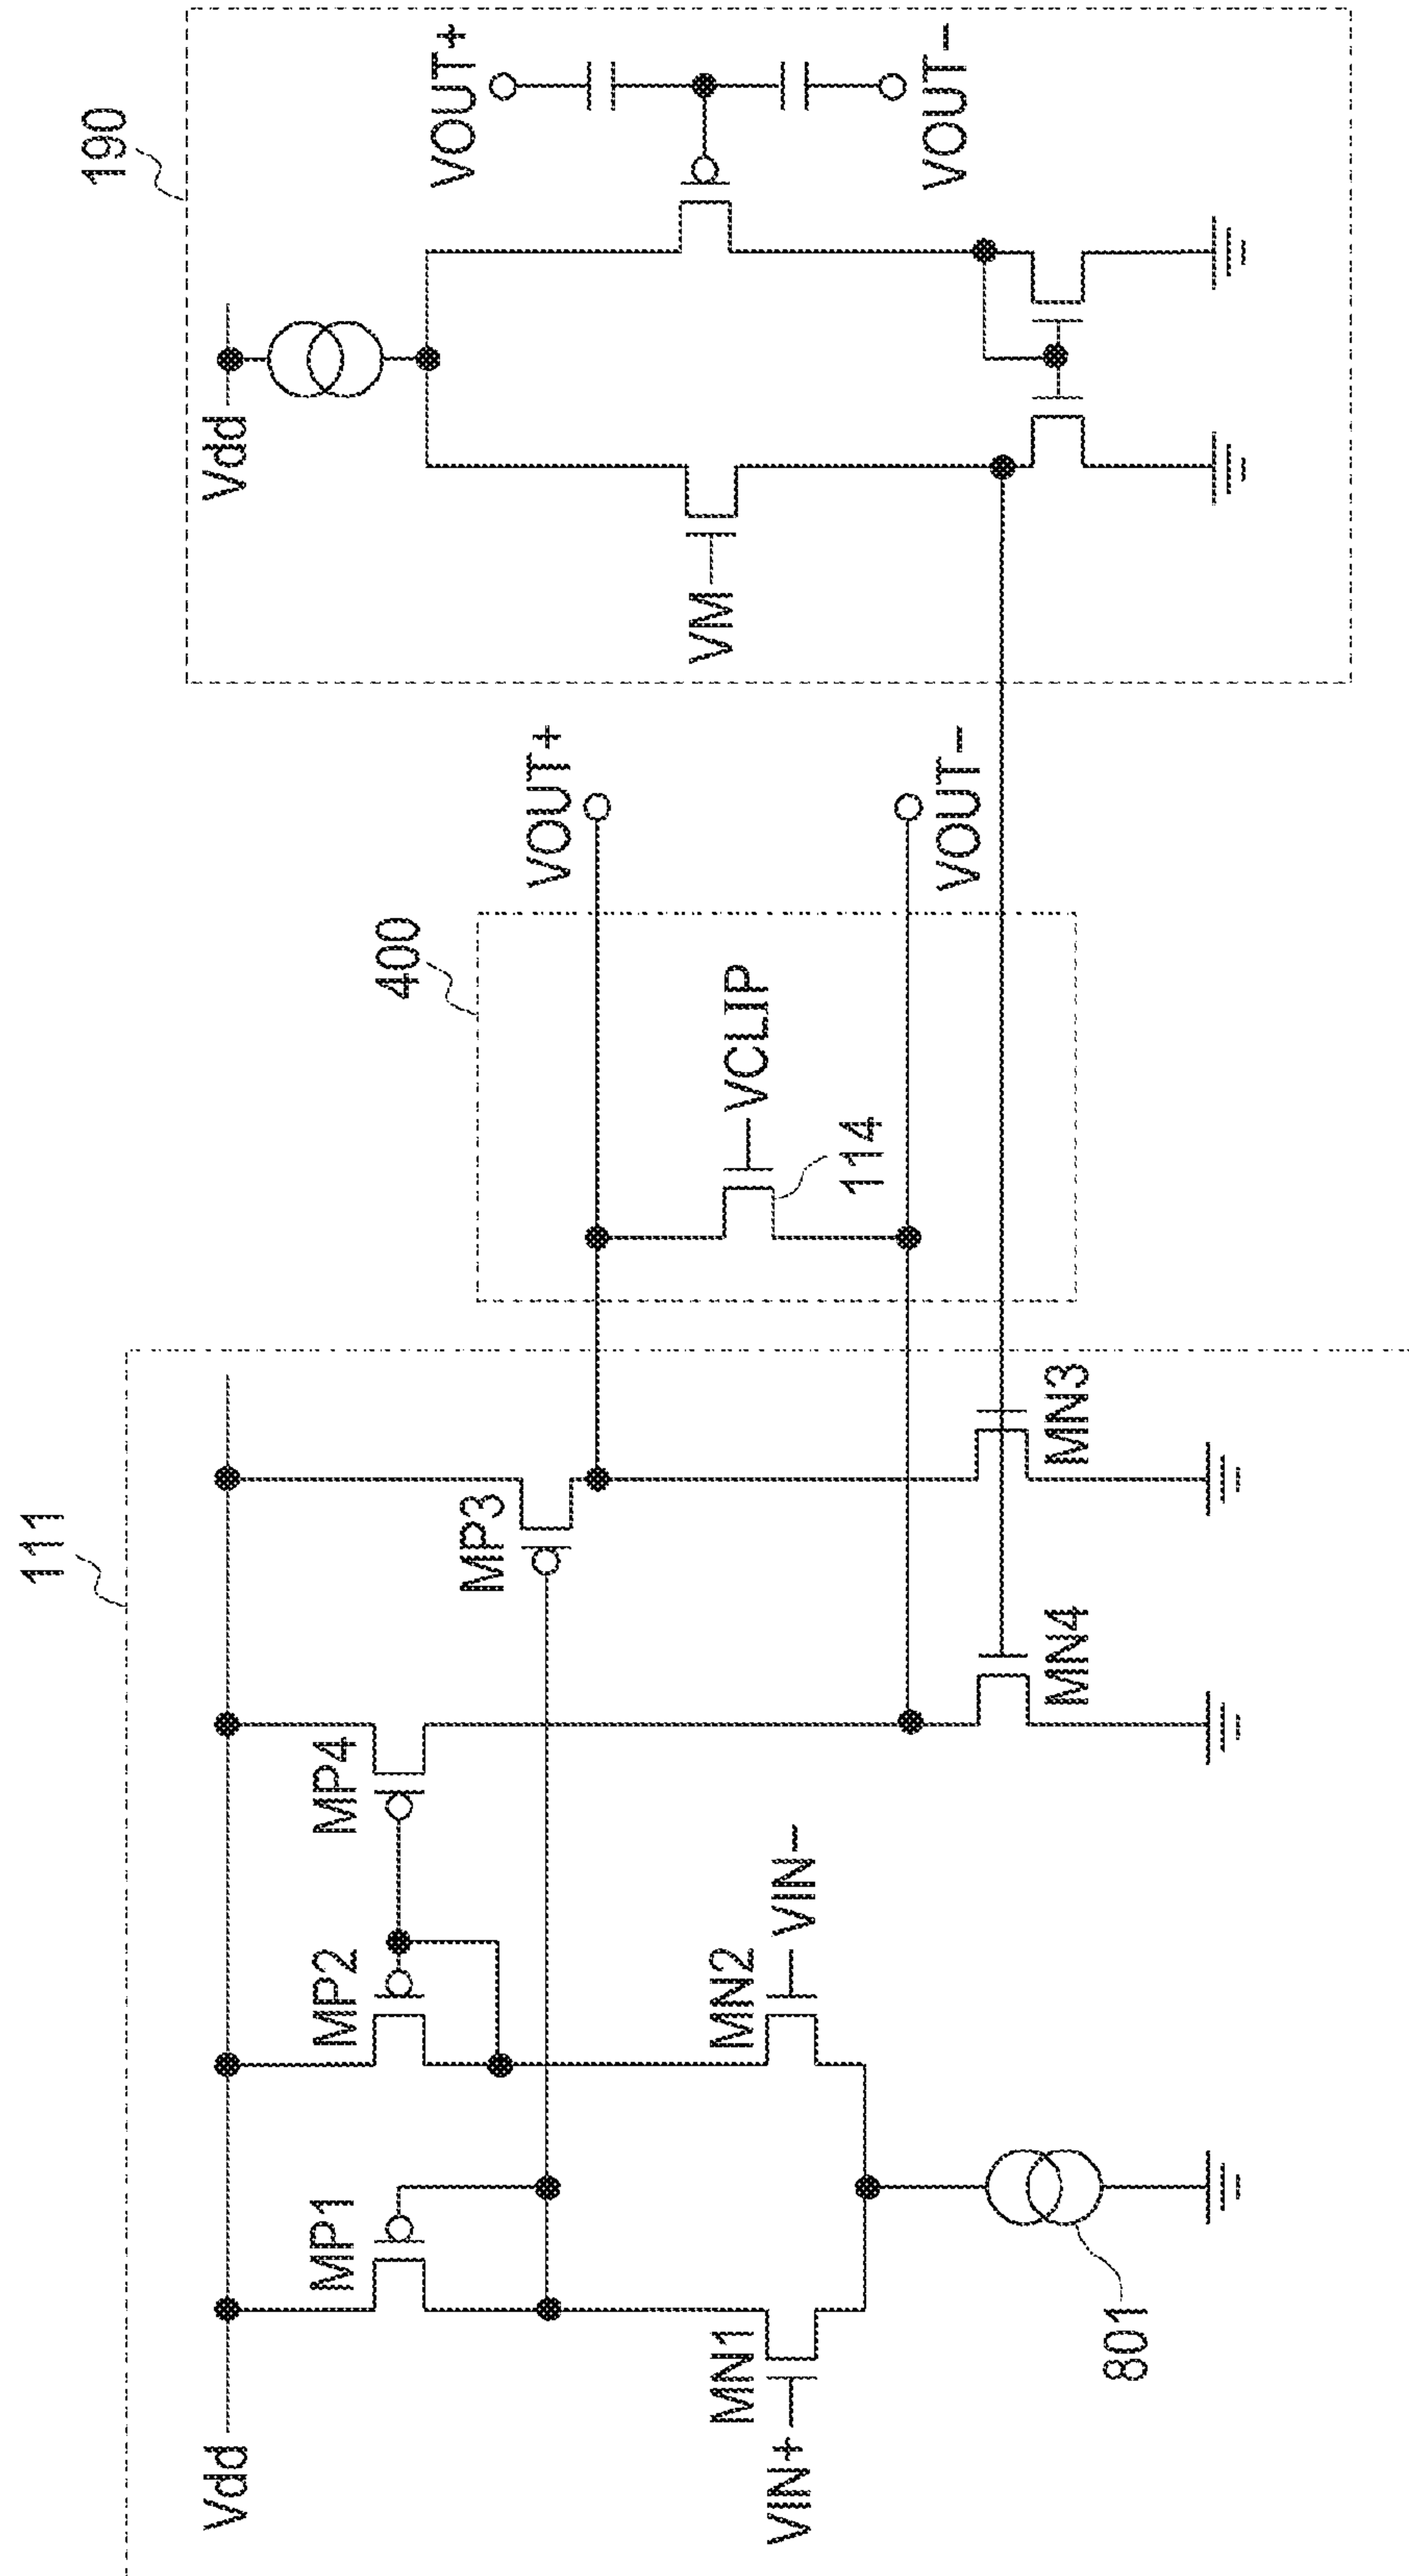 111
Vdd
MP1
MP2
MP4
MP3
VIN+
MN1
MN2
VIN−
801
MN4
MN3
400
VOUT+
VCLIP
114
VOUT−
190
Vdd
VM
VOUT+
VOUT−